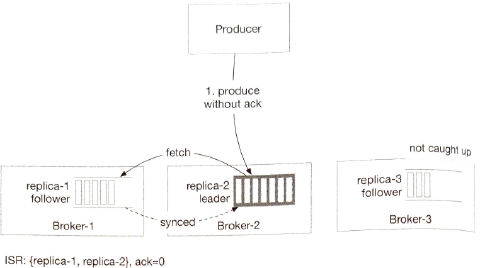 Producer
1. produce
without ack
fetch
not caught up
replica-1
follower
replica-2
leader
replica-3
follower
synced
Broker-1
Broker-2
Broker-3
ISR: {replica-1, replica-2}, ack=0